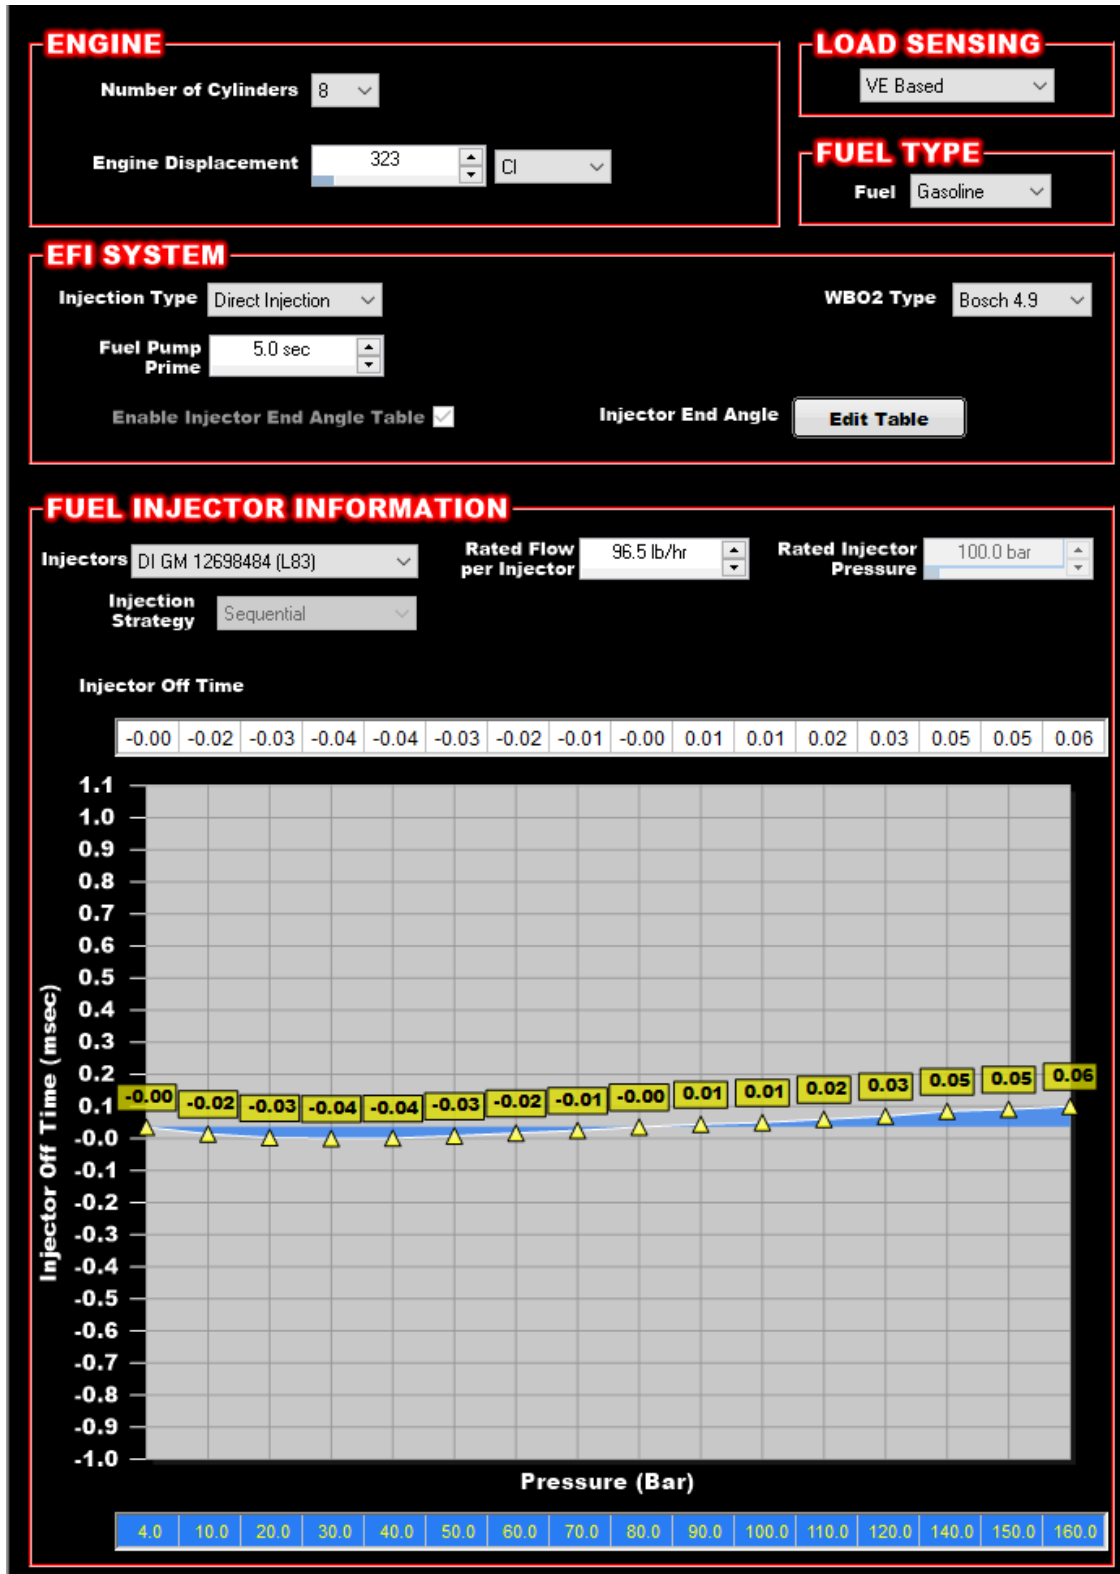 ENGINE
Number of Cylinders 8
Engine Displacement 323 CI
LOAD SENSING
VE Based
FUEL TYPE
Fuel Gasoline
EFI SYSTEM
Injection Type Direct Injection
WBO2 Type Bosch 4.9
Fuel Pump
Prime
5.0 sec
Enable Injector End Angle Table
Injector End Angle Edit Table
FUEL INJECTOR INFORMATION
Injectors DI GM 12698484 (L83)
Rated Flow
per Injector
96.5 lb/hr
Rated Injector
Pressure
100.0 bar
Injection
Strategy
Sequential
Injector Off Time
-0.00 -0.02 -0.03 -0.04 -0.04 -0.03 -0.02 -0.01 -0.00 0.01 0.01 0.02 0.03 0.05 0.05 0.06
Injector Off Time (msec)
1.1
1.0
0.9
0.8
0.7
0.6
0.5
0.4
0.3
0.2
0.1
-0.0
-0.1
-0.2
-0.3
-0.4
-0.5
-0.6
-0.7
-0.8
-0.9
-1.0
-0.00 -0.02 -0.03 -0.04 -0.04 -0.03 -0.02 -0.01 -0.00 0.01 0.01 0.02 0.03 0.05 0.05 0.06
Pressure (Bar)
4.0 10.0 20.0 30.0 40.0 50.0 60.0 70.0 80.0 90.0 100.0 110.0 120.0 140.0 150.0 160.0